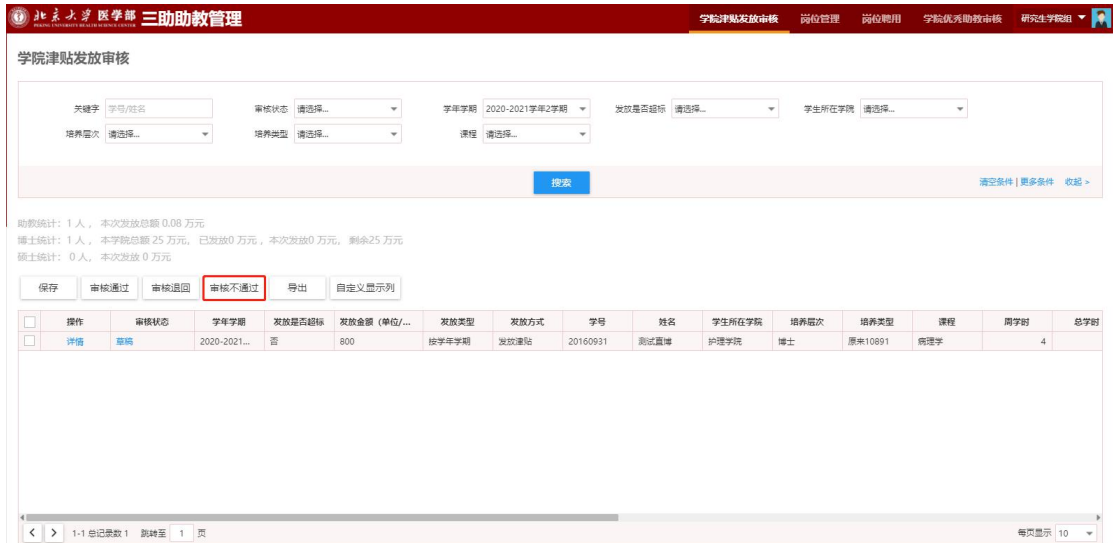 北京大学 医学部 三助助教管理 学院津贴发放审核 岗位管理 岗位聘用 学院优秀助教审核 研究生学院组
PEKING UNIVERSITY HEALTH SCIENCE CENTER
学院津贴发放审核
关键字 学号/姓名 审核状态 请选择... 学年学期 2020-2021学年2学期 发放是否超标 请选择... 学生所在学院 请选择...
培养层次 请选择... 培养类型 请选择... 课程 请选择...
搜索 清空条件 | 更多条件 收起
助教统计：1 人， 本次发放总额 0.08 万元
博士统计：1 人， 本学院总额 25 万元， 已发放0 万元， 本次发放0 万元， 剩余25 万元
硕士统计： 0 人， 本次发放 0 万元
保存 审核通过 审核退回 审核不通过 导出 自定义显示列
操作 审核状态 学年学期 发放是否超标 发放金额（单位/... 发放类型 发放方式 学号 姓名 学生所在学院 培养层次 培养类型 课程 周学时 总学时
详情 草稿 2020-2021... 否 800 按学年学期 发放津贴 20160931 测试直博 护理学院 博士 原来10891 病理学 4
1-1 总记录数 1 跳转至 1 页 每页显示 10